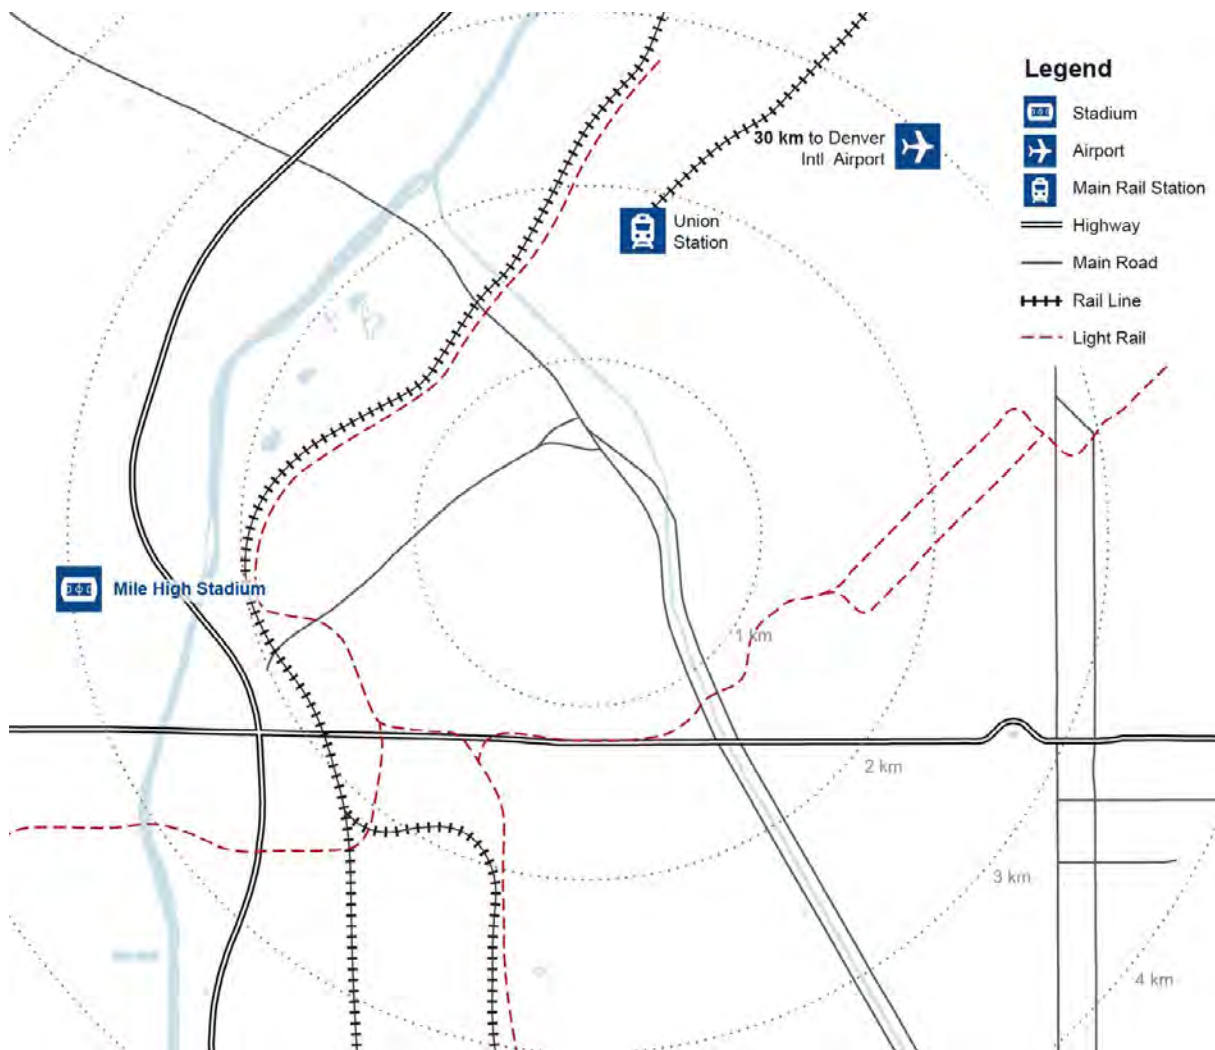 Legend
Stadium
Airport
Main Rail Station
Highway
Main Road
Rail Line
Light Rail
30 km to Denver
Intl Airport
Union
Station
Mile High Stadium
1 km
2 km
3 km
4 km